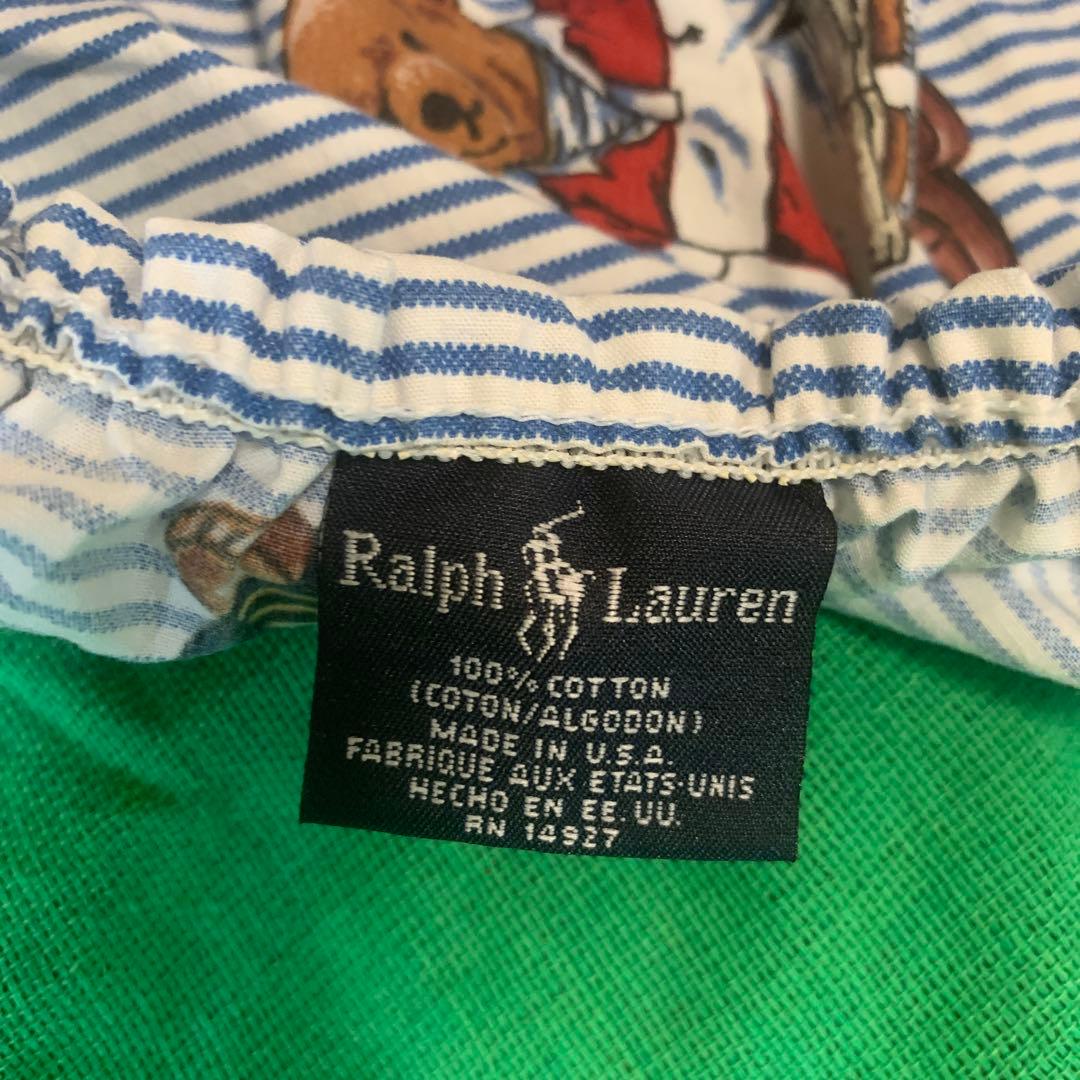 Ralph Lauren
100% COTTON
(COTON/ALGODON)
MADE IN U.S.A.
FABRIQUE AUX ETATS-UNIS
HECHO EN EE. UU.
RN 14927